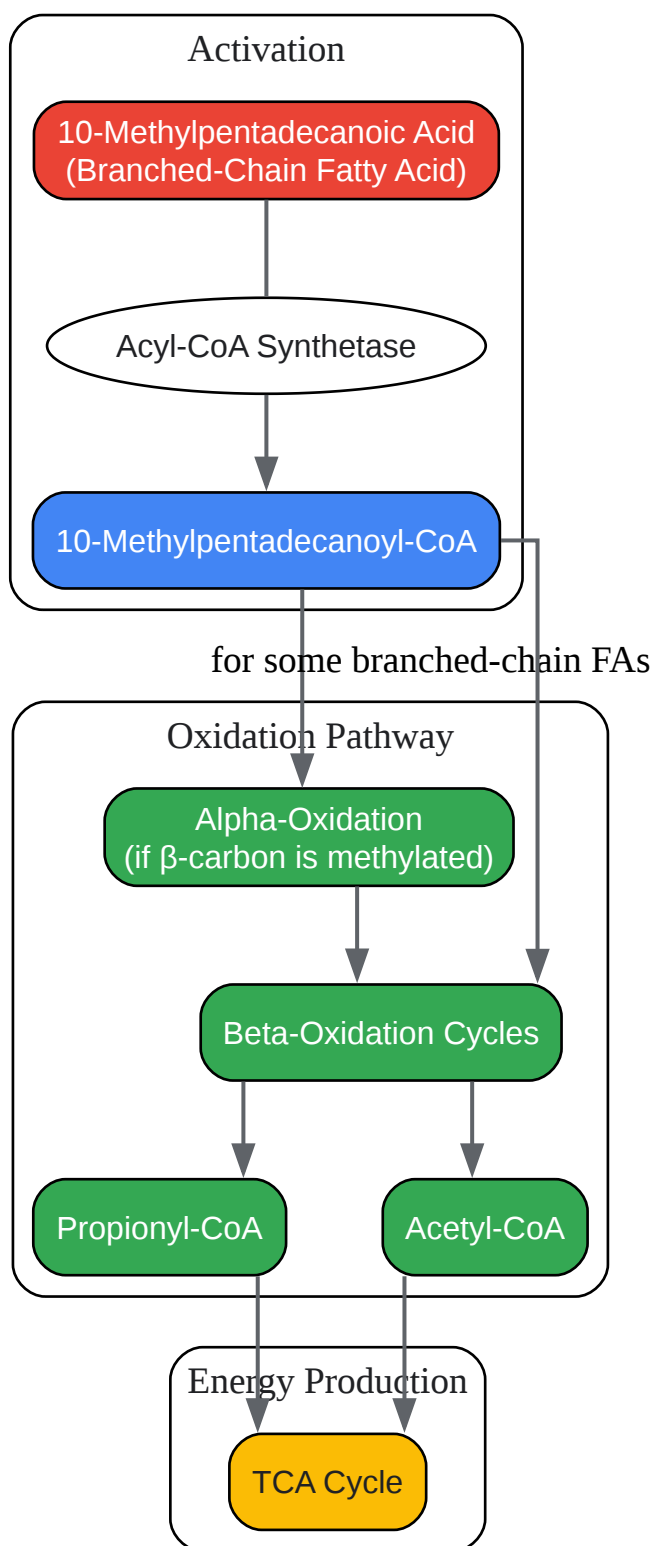 Activation
10-Methylpentadecanoic Acid
(Branched-Chain Fatty Acid)
Acyl-CoA Synthetase
10-Methylpentadecanoyl-CoA
for some branched-chain FAs
Oxidation Pathway
Alpha-Oxidation
(if β-carbon is methylated)
Beta-Oxidation Cycles
Propionyl-CoA
Acetyl-CoA
Energy Production
TCA Cycle